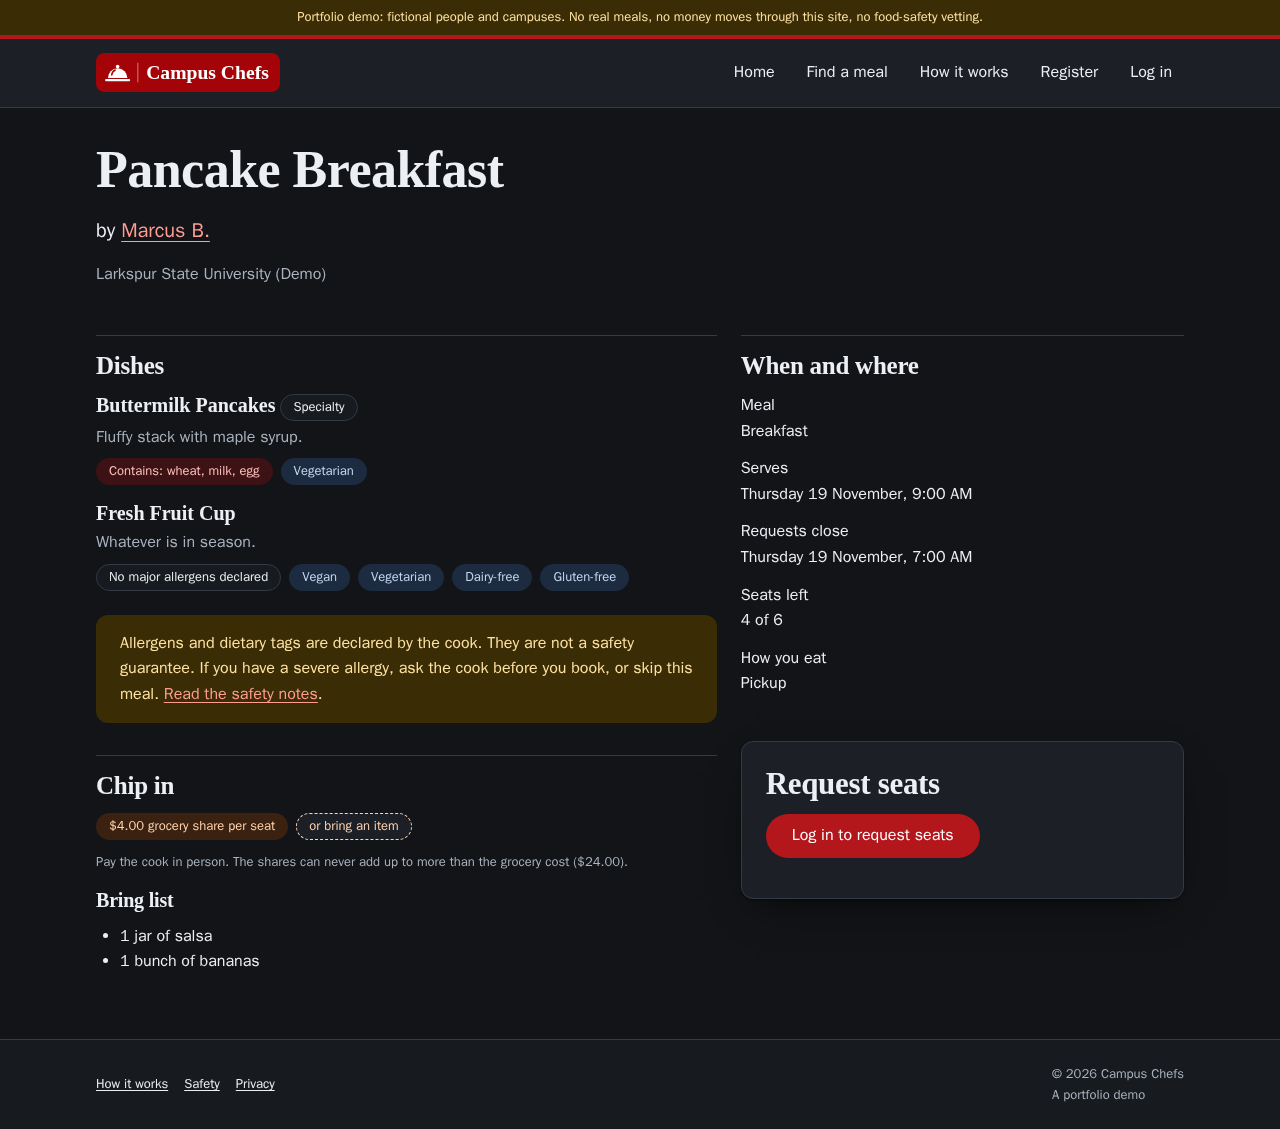 Portfolio demo: fictional people and campuses. No real meals, no money moves through this site, no food-safety vetting.
Campus Chefs
Home
Find a meal
How it works
Register
Log in
Pancake Breakfast
by Marcus B.
Larkspur State University (Demo)
Dishes
Buttermilk Pancakes Specialty
Fluffy stack with maple syrup.
Contains: wheat, milk, egg
Vegetarian
Fresh Fruit Cup
Whatever is in season.
No major allergens declared
Vegan
Vegetarian
Dairy-free
Gluten-free
Allergens and dietary tags are declared by the cook. They are not a safety
guarantee. If you have a severe allergy, ask the cook before you book, or skip this
meal. Read the safety notes.
Chip in
$4.00 grocery share per seat
or bring an item
Pay the cook in person. The shares can never add up to more than the grocery cost ($24.00).
Bring list
• 1 jar of salsa
• 1 bunch of bananas
When and where
Meal
Breakfast
Serves
Thursday 19 November, 9:00 AM
Requests close
Thursday 19 November, 7:00 AM
Seats left
4 of 6
How you eat
Pickup
Request seats
Log in to request seats
How it works
Safety
Privacy
© 2026 Campus Chefs
A portfolio demo